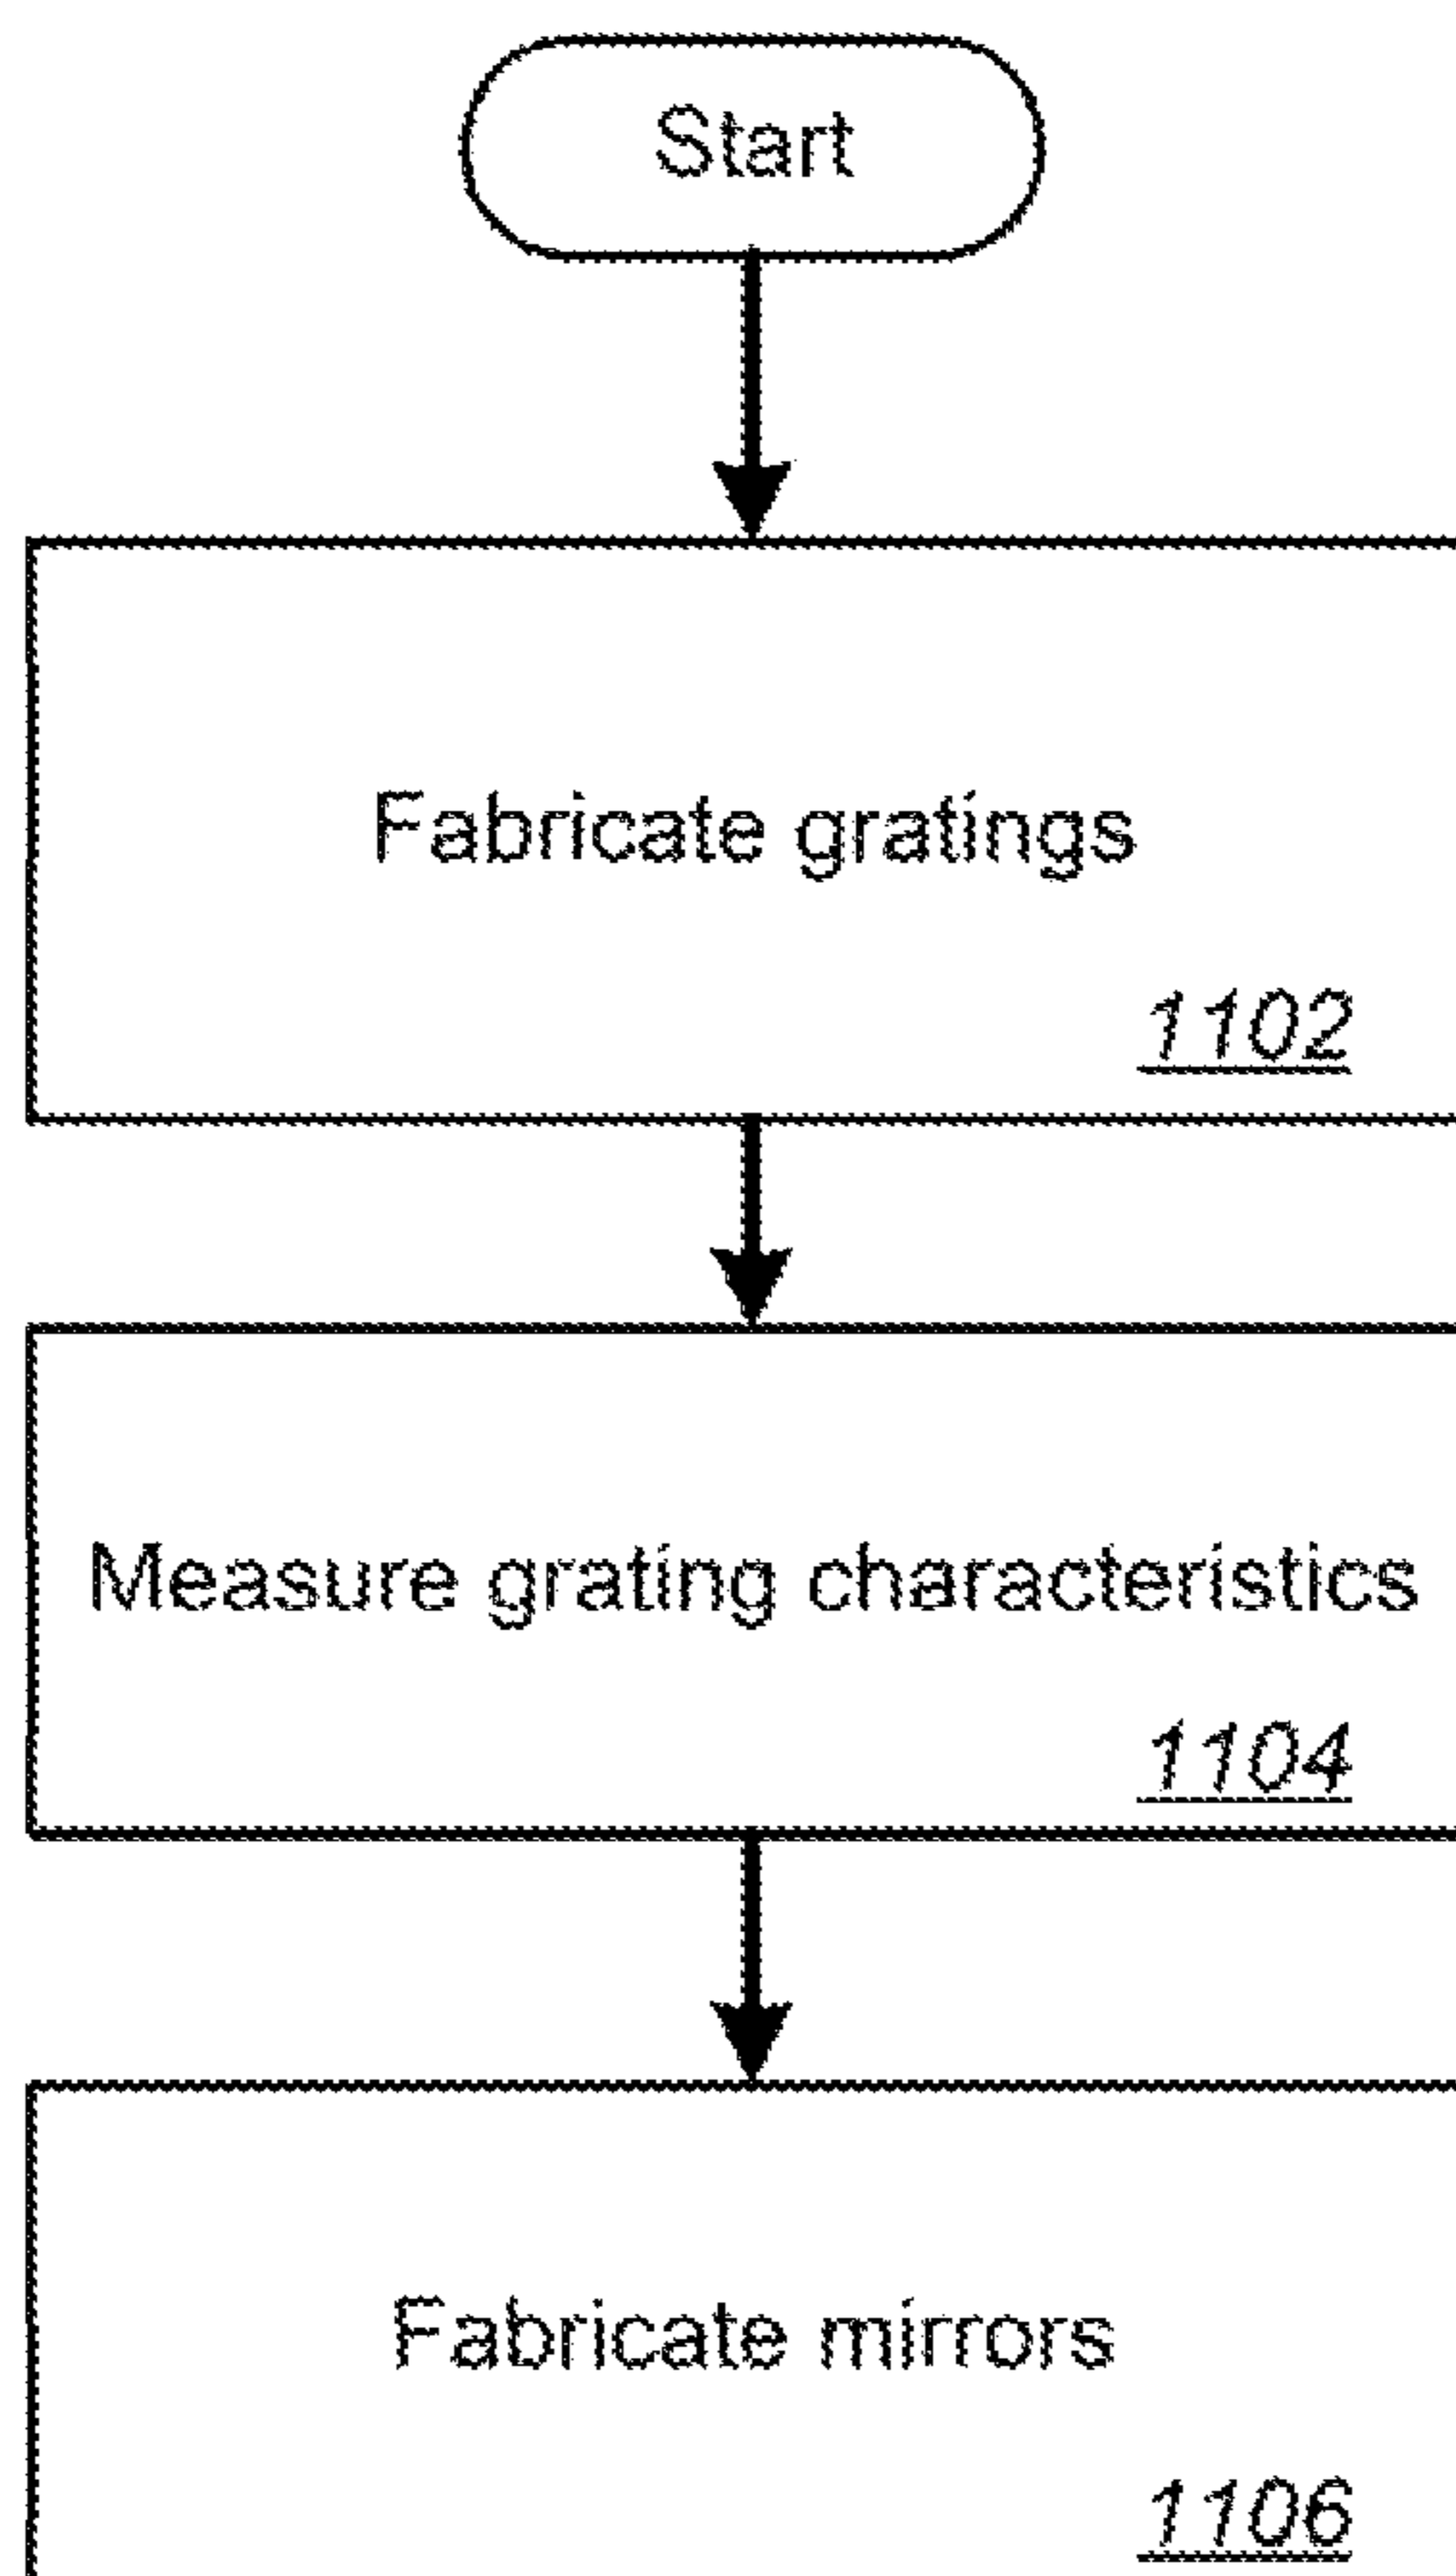 Start
Fabricate gratings
1102
Measure grating characteristics
1104
Fabricate mirrors
1106